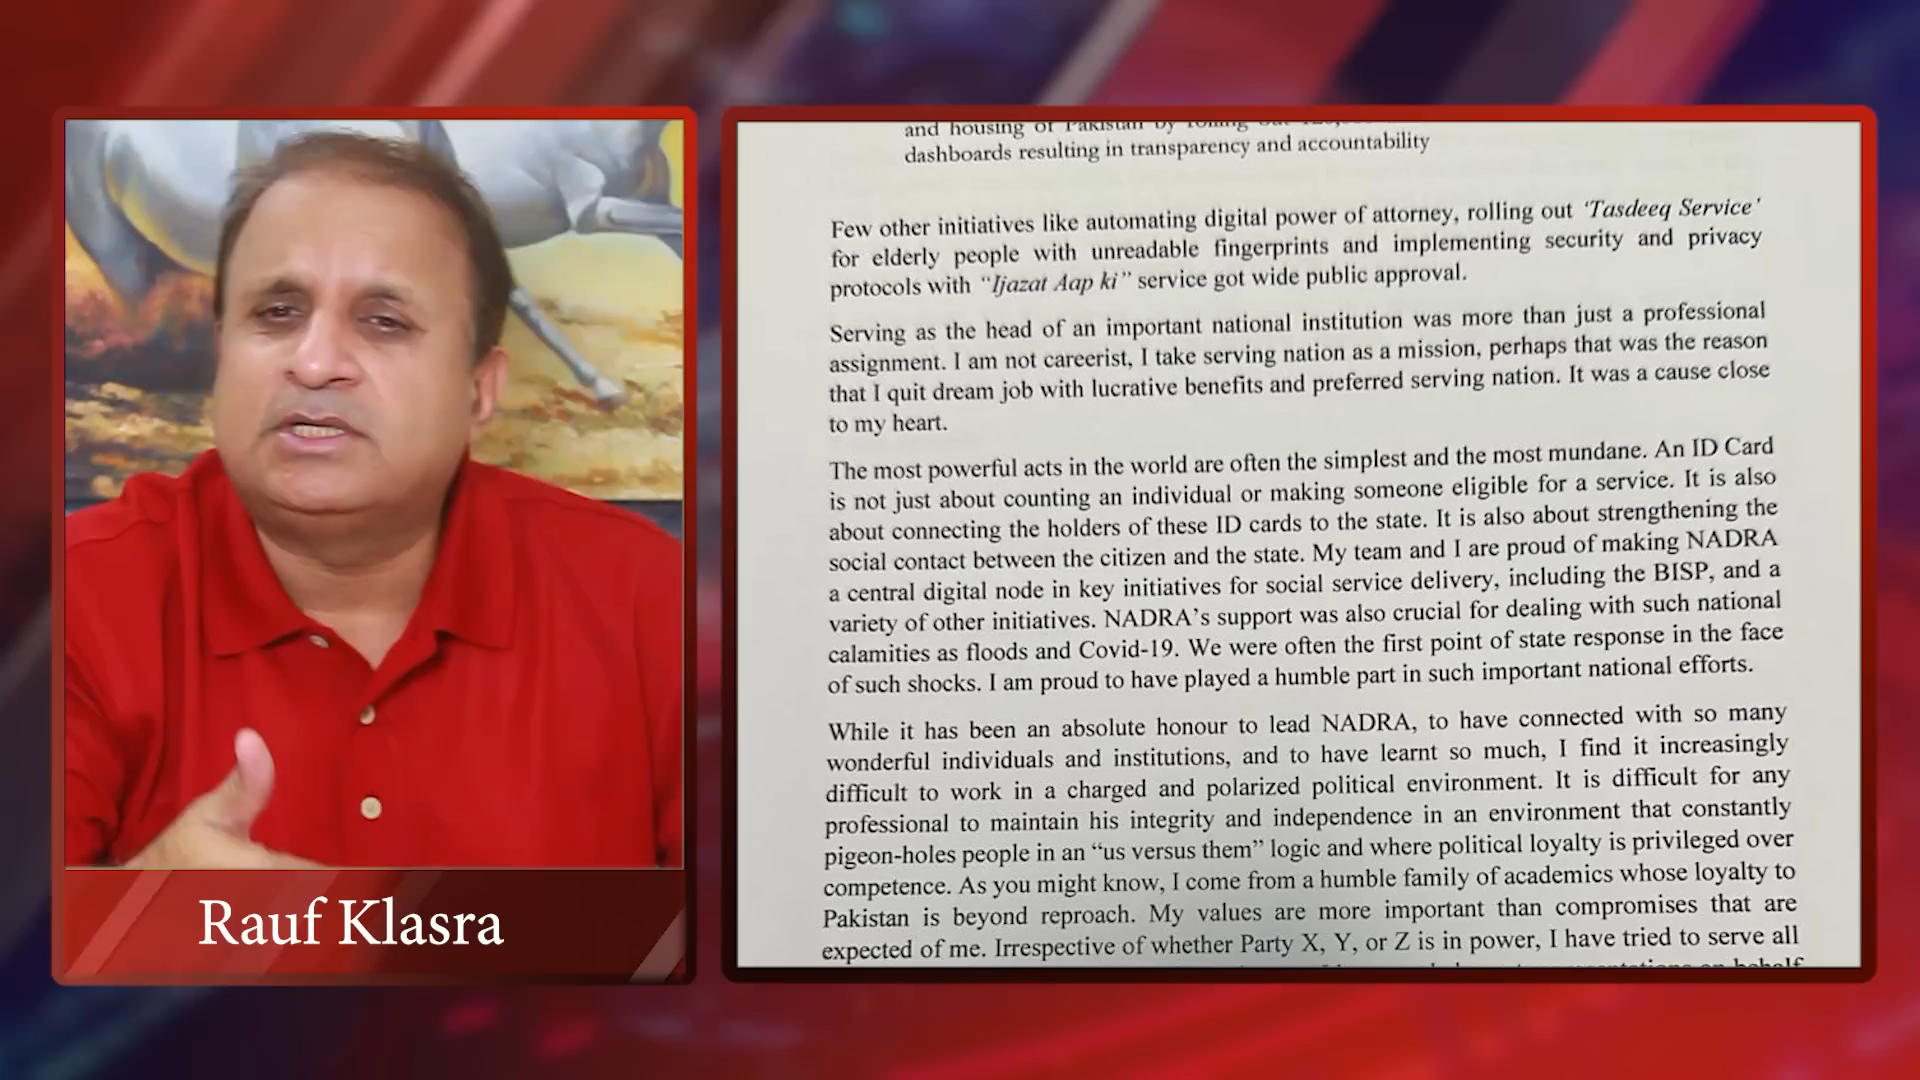 Rauf Klasra
and housing of Pakistan by rolling out
dashboards resulting in transparency and accountability
Few other initiatives like automating digital power of attorney, rolling out ‘Tasdeeq Service’
for elderly people with unreadable fingerprints and implementing security and privacy
protocols with “Ijazat Aap ki” service got wide public approval.
Serving as the head of an important national institution was more than just a professional
assignment. I am not careerist, I take serving nation as a mission, perhaps that was the reason
that I quit dream job with lucrative benefits and preferred serving nation. It was a cause close
to my heart.
The most powerful acts in the world are often the simplest and the most mundane. An ID Card
is not just about counting an individual or making someone eligible for a service. It is also
about connecting the holders of these ID cards to the state. It is also about strengthening the
social contact between the citizen and the state. My team and I are proud of making NADRA
a central digital node in key initiatives for social service delivery, including the BISP, and a
variety of other initiatives. NADRA’s support was also crucial for dealing with such national
calamities as floods and Covid-19. We were often the first point of state response in the face
of such shocks. I am proud to have played a humble part in such important national efforts.
While it has been an absolute honour to lead NADRA, to have connected with so many
wonderful individuals and institutions, and to have learnt so much, I find it increasingly
difficult to work in a charged and polarized political environment. It is difficult for any
professional to maintain his integrity and independence in an environment that constantly
pigeon-holes people in an “us versus them” logic and where political loyalty is privileged over
competence. As you might know, I come from a humble family of academics whose loyalty to
Pakistan is beyond reproach. My values are more important than compromises that are
expected of me. Irrespective of whether Party X, Y, or Z is in power, I have tried to serve all
on behalf